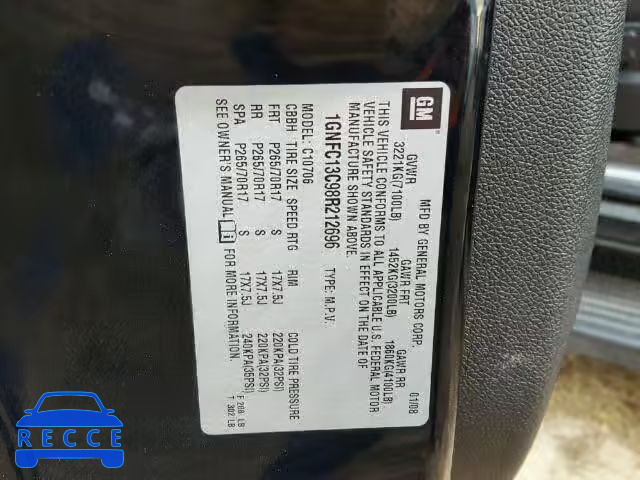 GM
MFD BY GENERAL MOTORS CORP. 01/08
GVWR GAWR FRT GAWR RR
3221KG(7100LB) 1452KG(3200LB) 1860KG(4100LB)
THIS VEHICLE CONFORMS TO ALL APPLICABLE U.S. FEDERAL MOTOR
VEHICLE SAFETY STANDARDS IN EFFECT ON THE DATE OF
MANUFACTURE SHOWN ABOVE.
1GNFC13C98R212696 TYPE: M.P.V.
MODEL: C10706
CBBH TIRE SIZE SPEED RTG RIM COLD TIRE PRESSURE
FRT P265/70R17 S 17X7.5J 220KPA(32PSI)
RR P265/70R17 S 17X7.5J 220KPA(32PSI)
SPA P265/70R17 S 17X7.5J 240KPA(35PSI)
SEE OWNER'S MANUAL FOR MORE INFORMATION F 208 LB
T 302 LB
RECCE